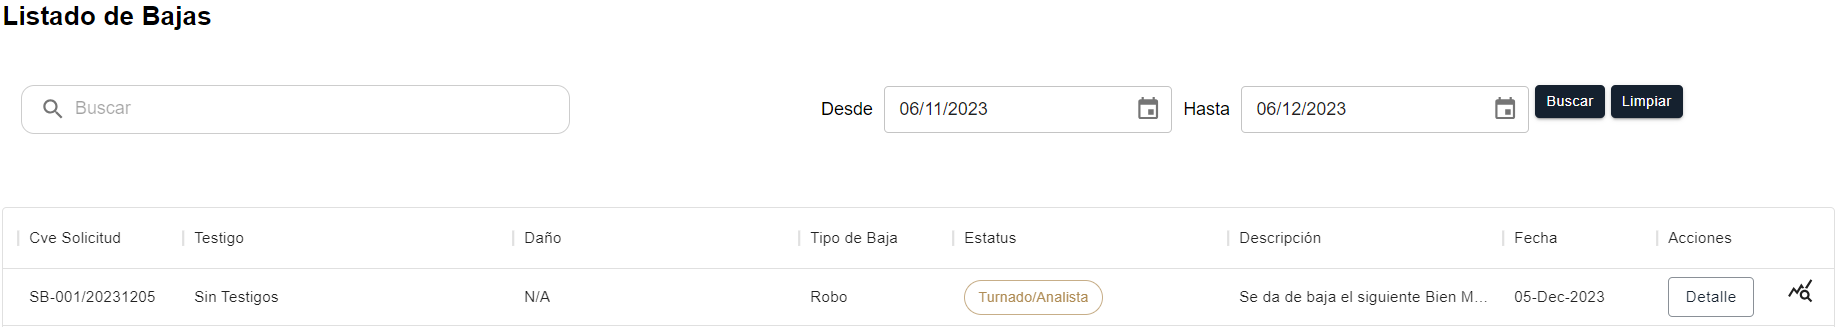 Listado de Bajas
Buscar Desde 06/11/2023 Hasta 06/12/2023 Buscar Limpiar
Cve Solicitud Testigo Daño Tipo de Baja Estatus Descripción Fecha Acciones
SB-001/20231205 Sin Testigos N/A Robo Turnado/Analista Se da de baja el siguiente Bien M... 05-Dec-2023 Detalle